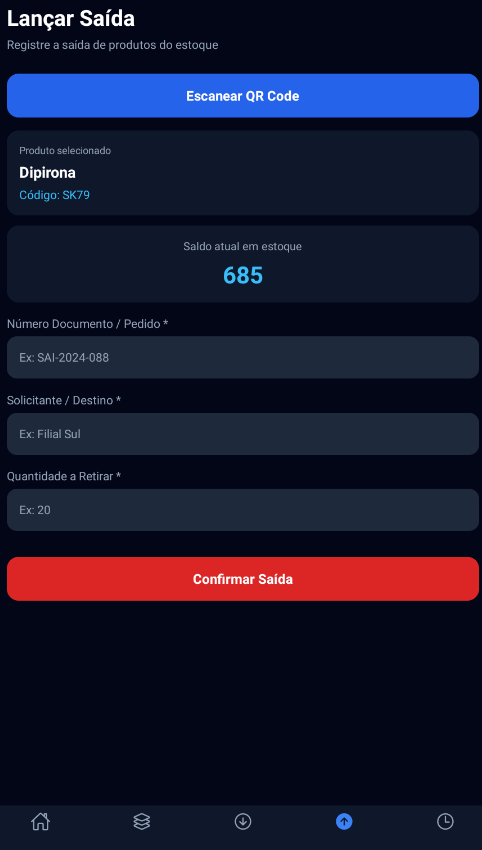 Lançar Saída
Registre a saída de produtos do estoque
Escanear QR Code
Produto selecionado
Dipirona
Código: SK79
Saldo atual em estoque
685
Número Documento / Pedido *
Ex: SAI-2024-088
Solicitante / Destino *
Ex: Filial Sul
Quantidade a Retirar *
Ex: 20
Confirmar Saída